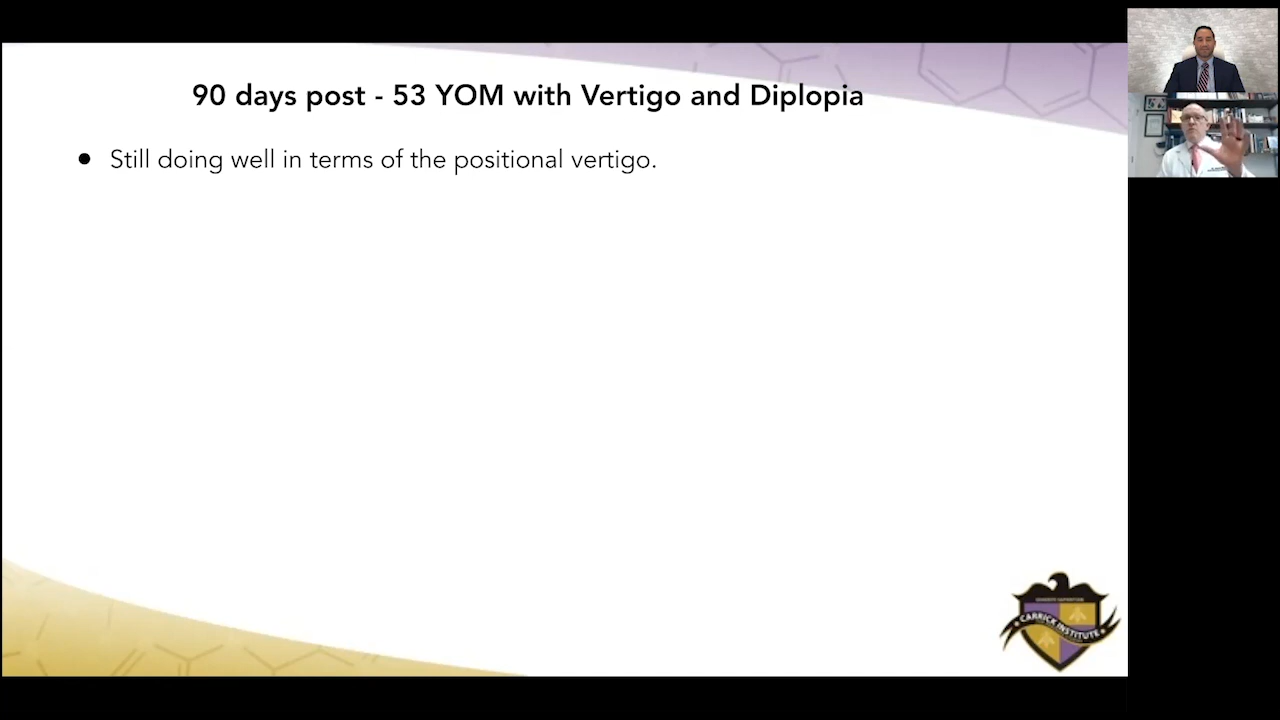 90 days post - 53 YOM with Vertigo and Diplopia
● Still doing well in terms of the positional vertigo.
CARRICK INSTITUTE